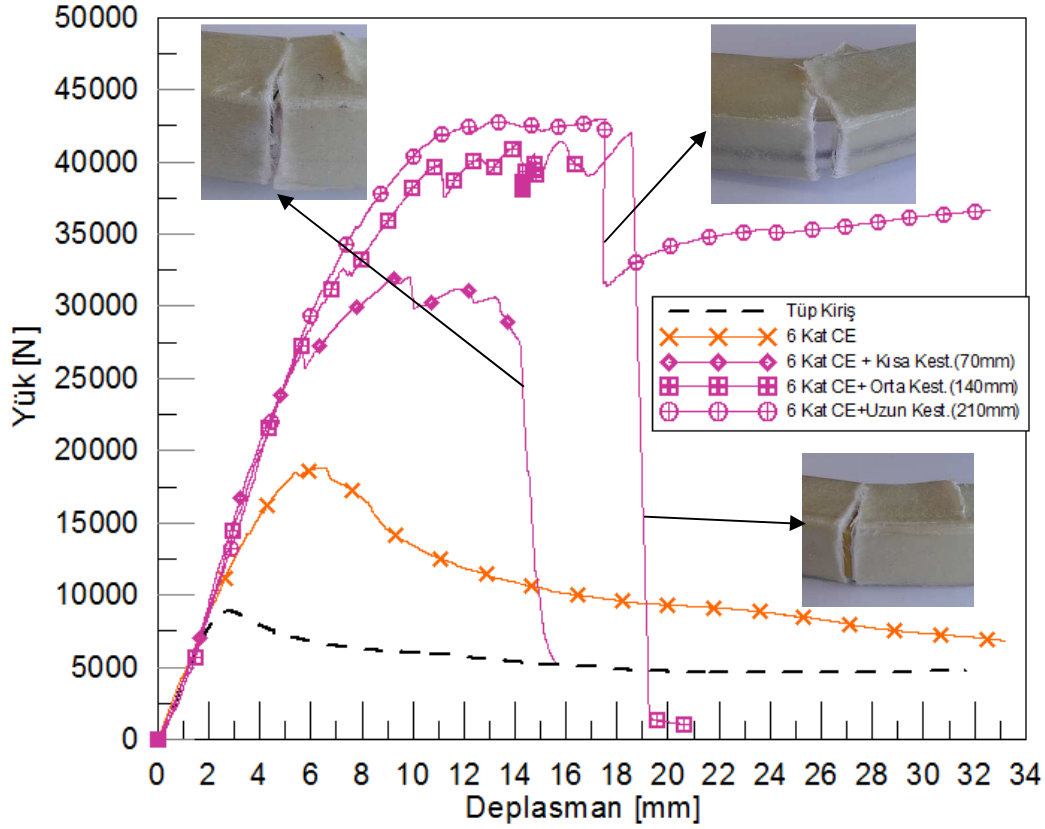 50000
45000
40000
35000
30000
25000
20000
15000
10000
5000
0
Yük [N]
Tüp Kiriş
6 Kat CE
6 Kat CE + Kısa Kest.(70mm)
6 Kat CE+ Orta Kest.(140mm)
6 Kat CE+Uzun Kest.(210mm)
0 2 4 6 8 10 12 14 16 18 20 22 24 26 28 30 32 34
Deplasman [mm]